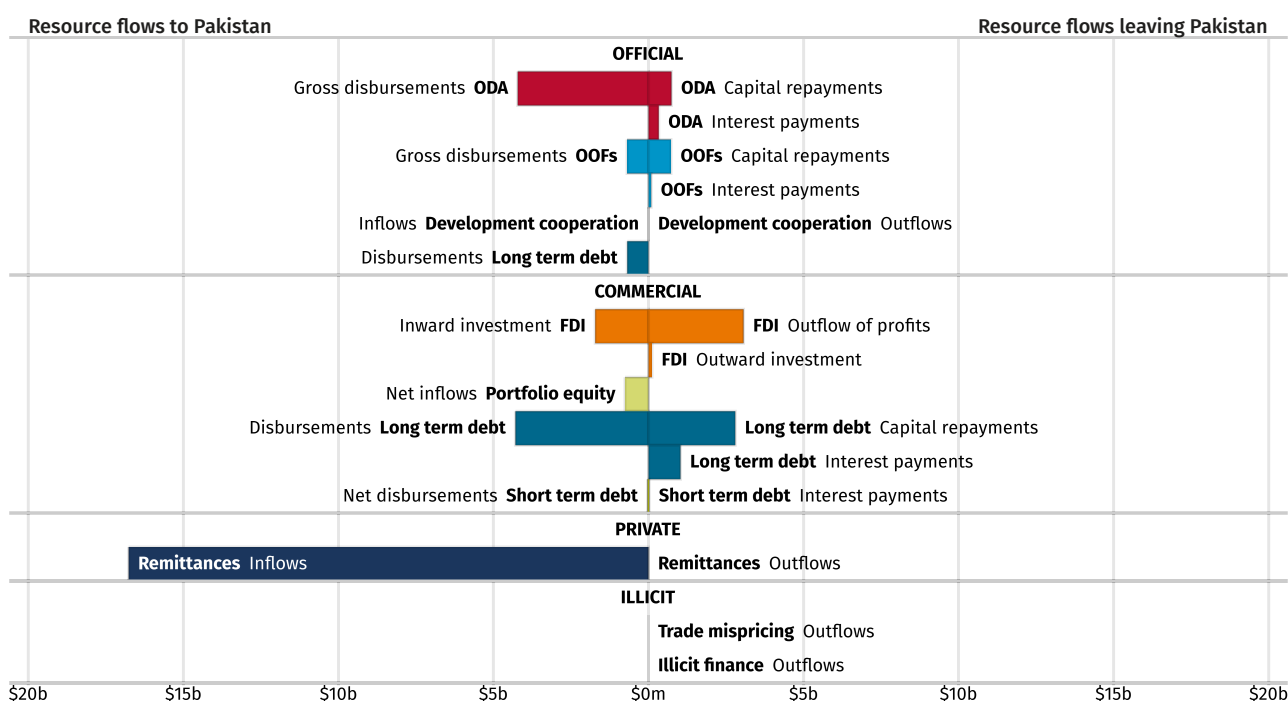 Resource flows to Pakistan Resource flows leaving Pakistan
OFFICIAL
Gross disbursements ODA ODA Capital repayments
ODA Interest payments
Gross disbursements OOFs OOFs Capital repayments
OOFs Interest payments
Inflows Development cooperation Development cooperation Outflows
Disbursements Long term debt
COMMERCIAL
Inward investment FDI FDI Outflow of profits
FDI Outward investment
Net inflows Portfolio equity
Disbursements Long term debt Long term debt Capital repayments
Long term debt Interest payments
Net disbursements Short term debt Short term debt Interest payments
PRIVATE
Remittances Inflows Remittances Outflows
ILLICIT
Trade mispricing Outflows
Illicit finance Outflows
$20b $15b $10b $5b $0m $5b $10b $15b $20b